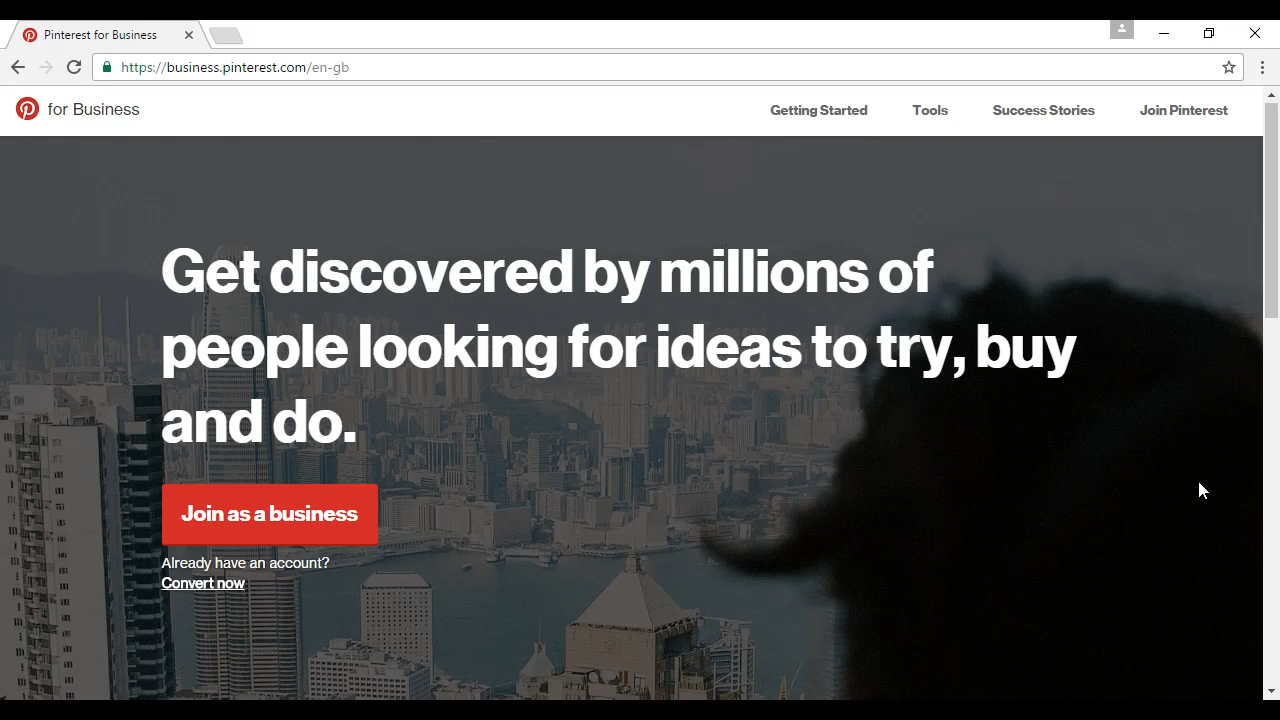 Pinterest for Business
https://business.pinterest.com/en-gb
for Business
Getting Started
Tools
Success Stories
Join Pinterest
Get discovered by millions of
people looking for ideas to try, buy
and do.
Join as a business
Already have an account?
Convert now